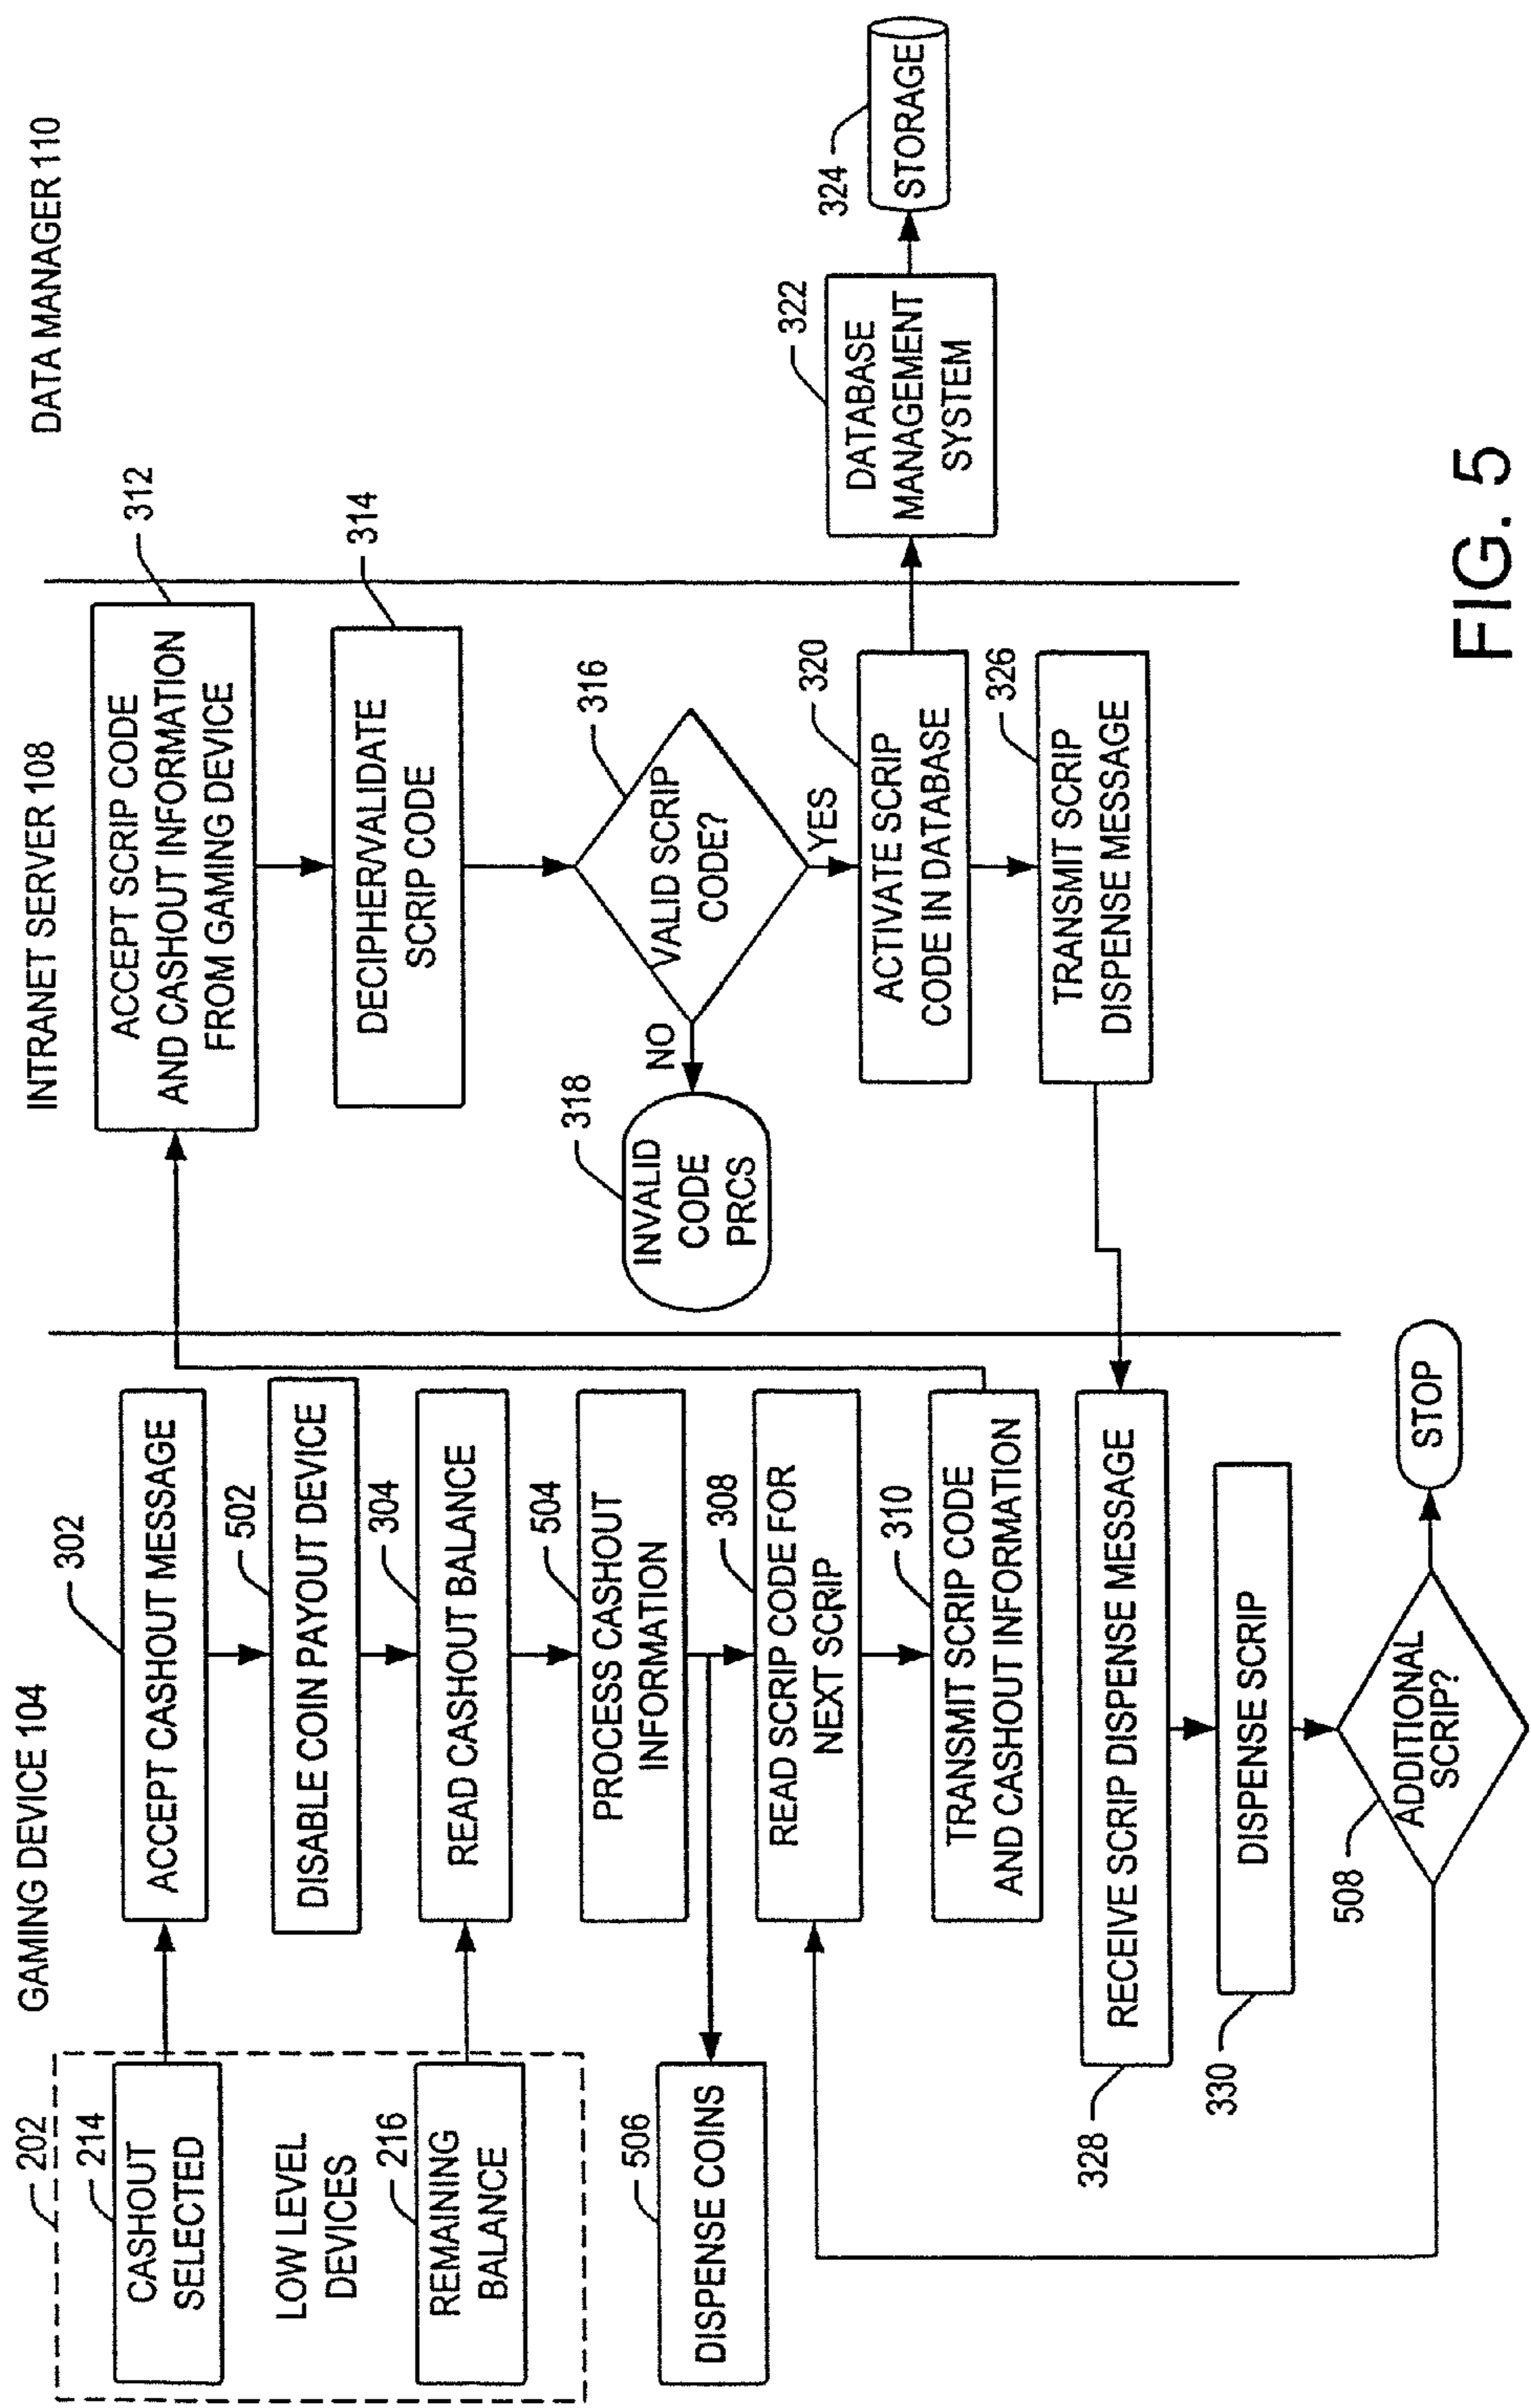 GAMING DEVICE 104
INTRANET SERVER 108
DATA MANAGER 110
202
214
CASHOUT
SELECTED
LOW LEVEL
DEVICES
216
REMAINING
BALANCE
302
ACCEPT CASHOUT MESSAGE
502
DISABLE COIN PAYOUT DEVICE
304
READ CASHOUT BALANCE
504
PROCESS CASHOUT
INFORMATION
506
DISPENSE COINS
308
READ SCRIP CODE FOR
NEXT SCRIP
310
TRANSMIT SCRIP CODE
AND CASHOUT INFORMATION
RECEIVE SCRIP DISPENSE MESSAGE
328
DISPENSE SCRIP
330
ADDITIONAL
SCRIP?
508
STOP
312
ACCEPT SCRIP CODE
AND CASHOUT INFORMATION
FROM GAMING DEVICE
314
DECIPHER/VALIDATE
SCRIP CODE
316
VALID SCRIP
CODE?
NO
YES
318
INVALID
CODE
PRCS
320
ACTIVATE SCRIP
CODE IN DATABASE
326
TRANSMIT SCRIP
DISPENSE MESSAGE
322
DATABASE
MANAGEMENT
SYSTEM
324
STORAGE
FIG. 5